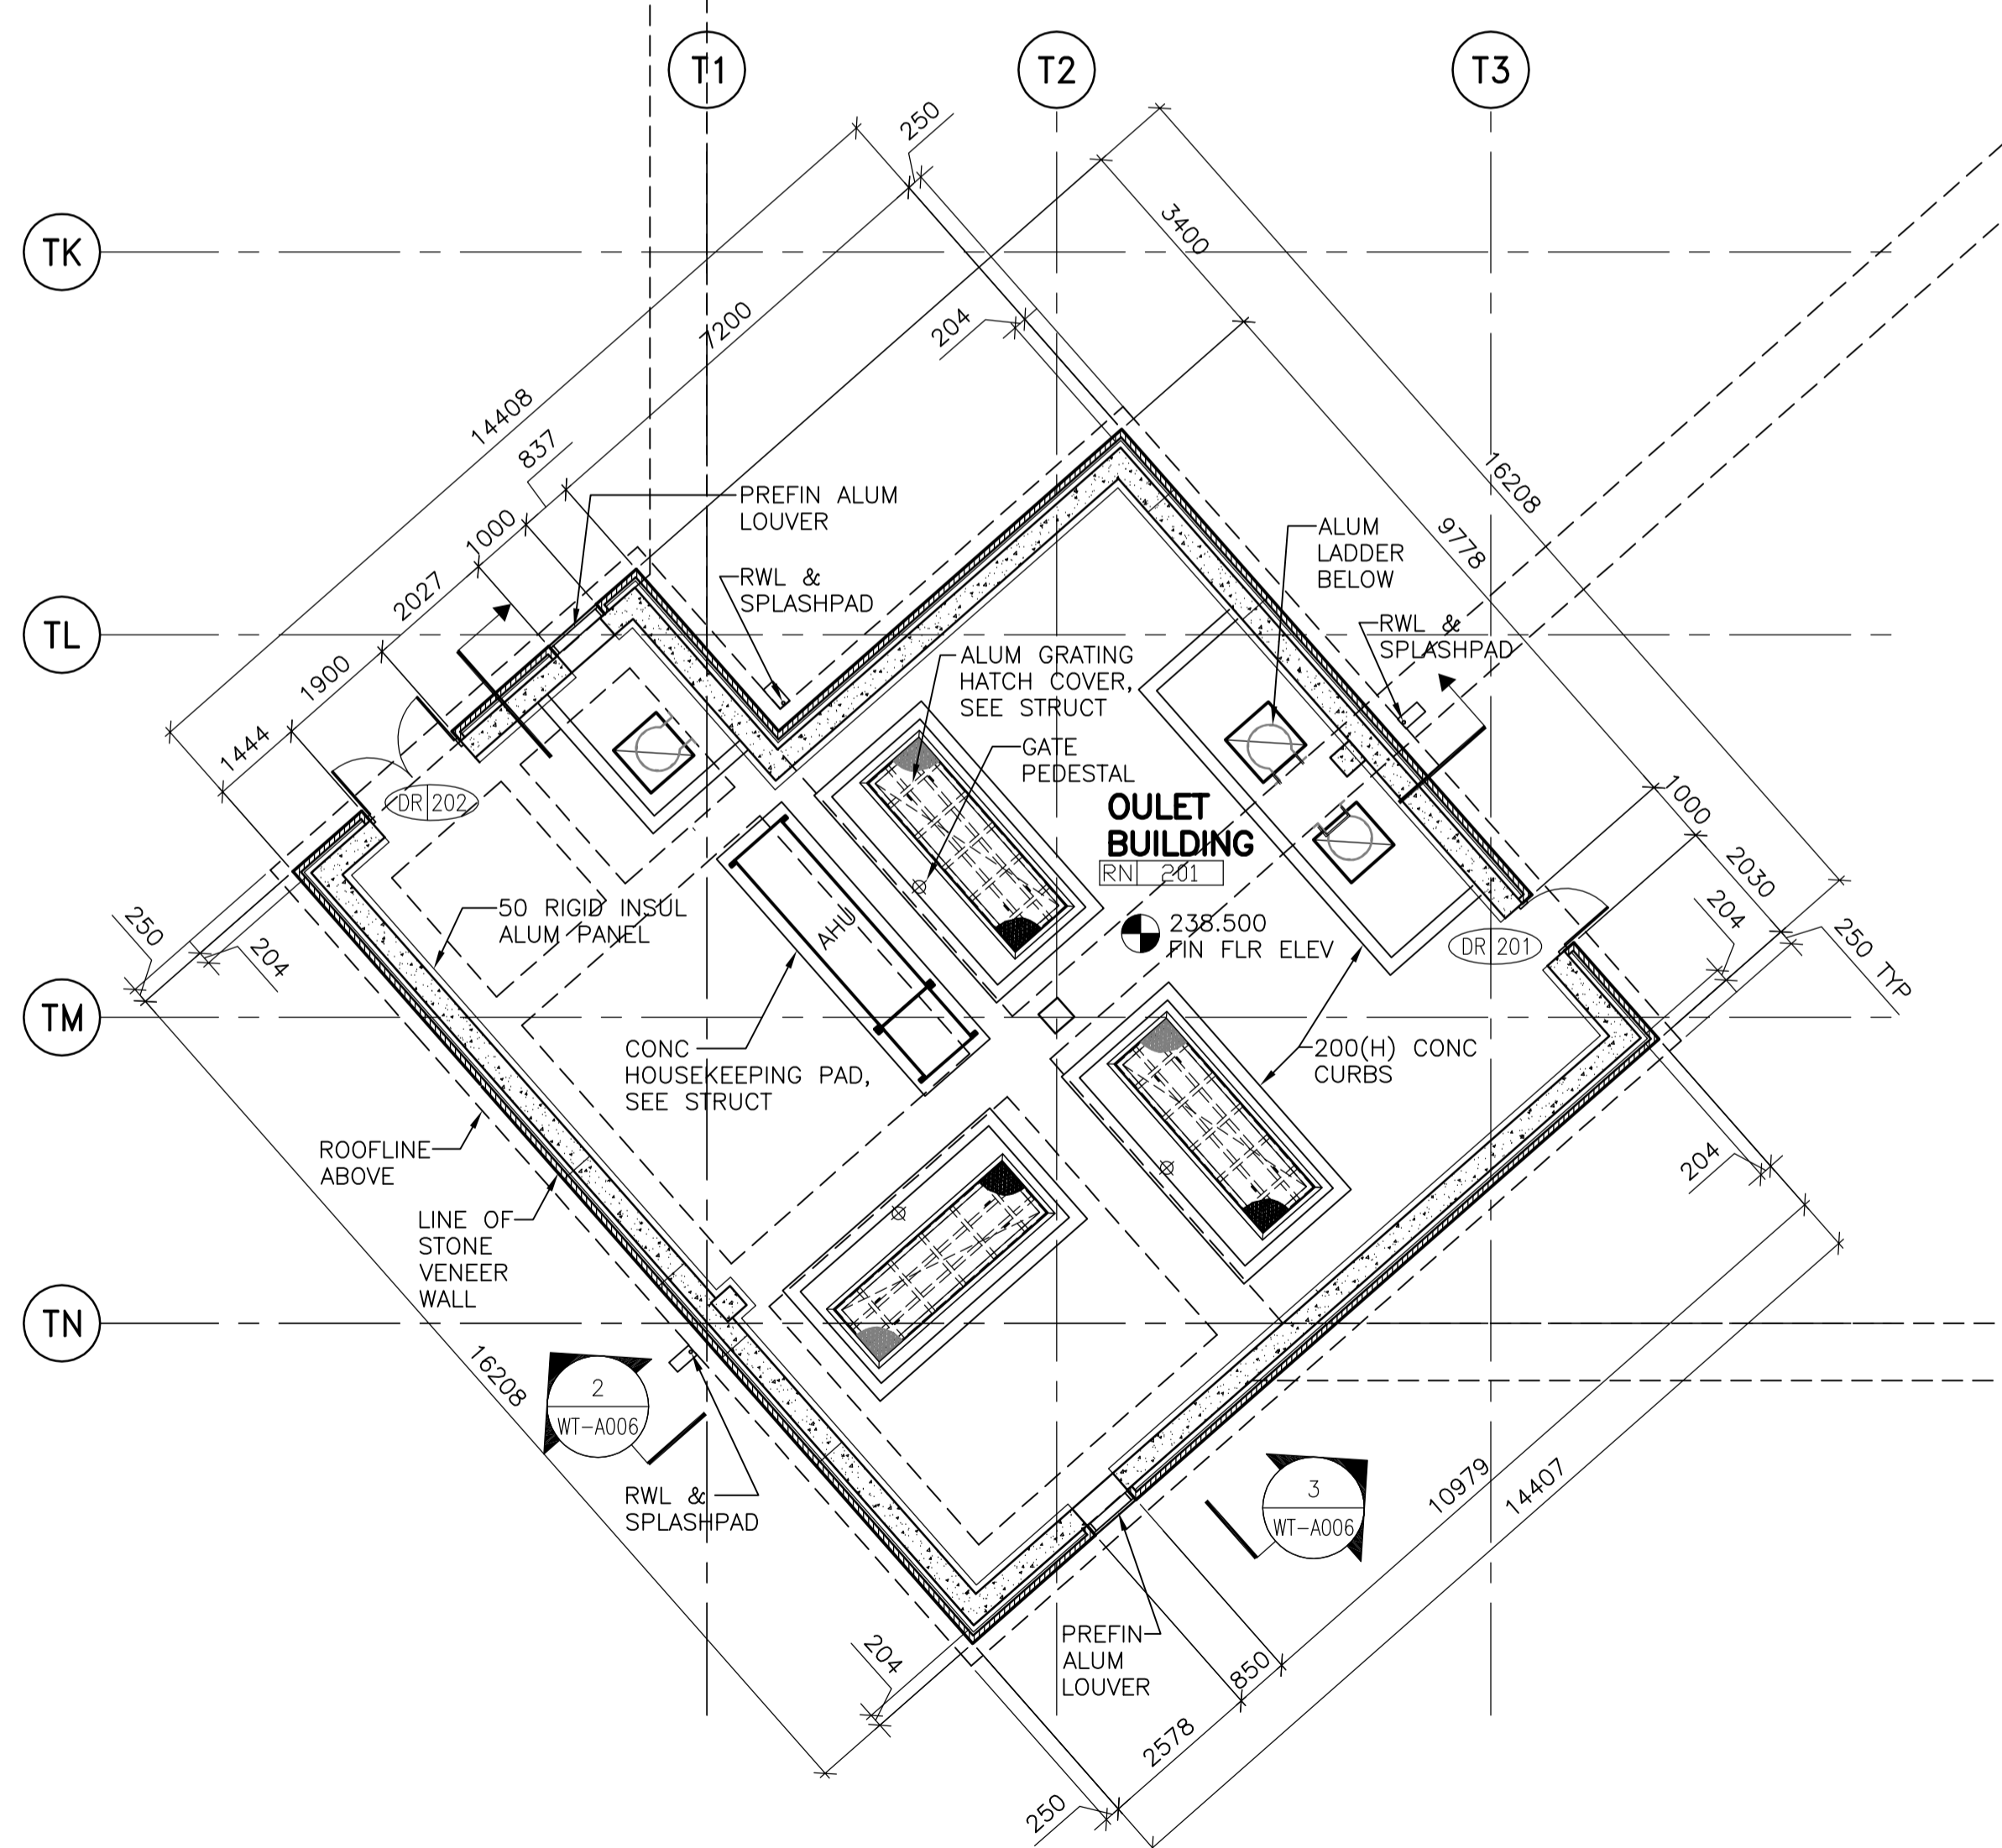 T1
T2
T3
TK
TL
TM
TN
250
3400
204
7200
14408
837
1000
2027
1900
1444
16208
9778
1000
2030
204
250 TYP
PREFIN ALUM
LOUVER
RWL &
SPLASHPAD
ALUM
LADDER
BELOW
RWL &
SPLASHPAD
ALUM GRATING
HATCH COVER,
SEE STRUCT
GATE
PEDESTAL
OULET
BUILDING
RN 201
238.500
FIN FLR ELEV
DR 202
DR 201
50 RIGID INSUL
ALUM PANEL
AHU
250
204
CONC
HOUSEKEEPING PAD,
SEE STRUCT
200(H) CONC
CURBS
ROOFLINE
ABOVE
LINE OF
STONE
VENEER
WALL
204
16208
2
WT-A006
3
WT-A006
RWL &
SPLASHPAD
10979
14407
PREFIN
ALUM
LOUVER
204
850
2578
250